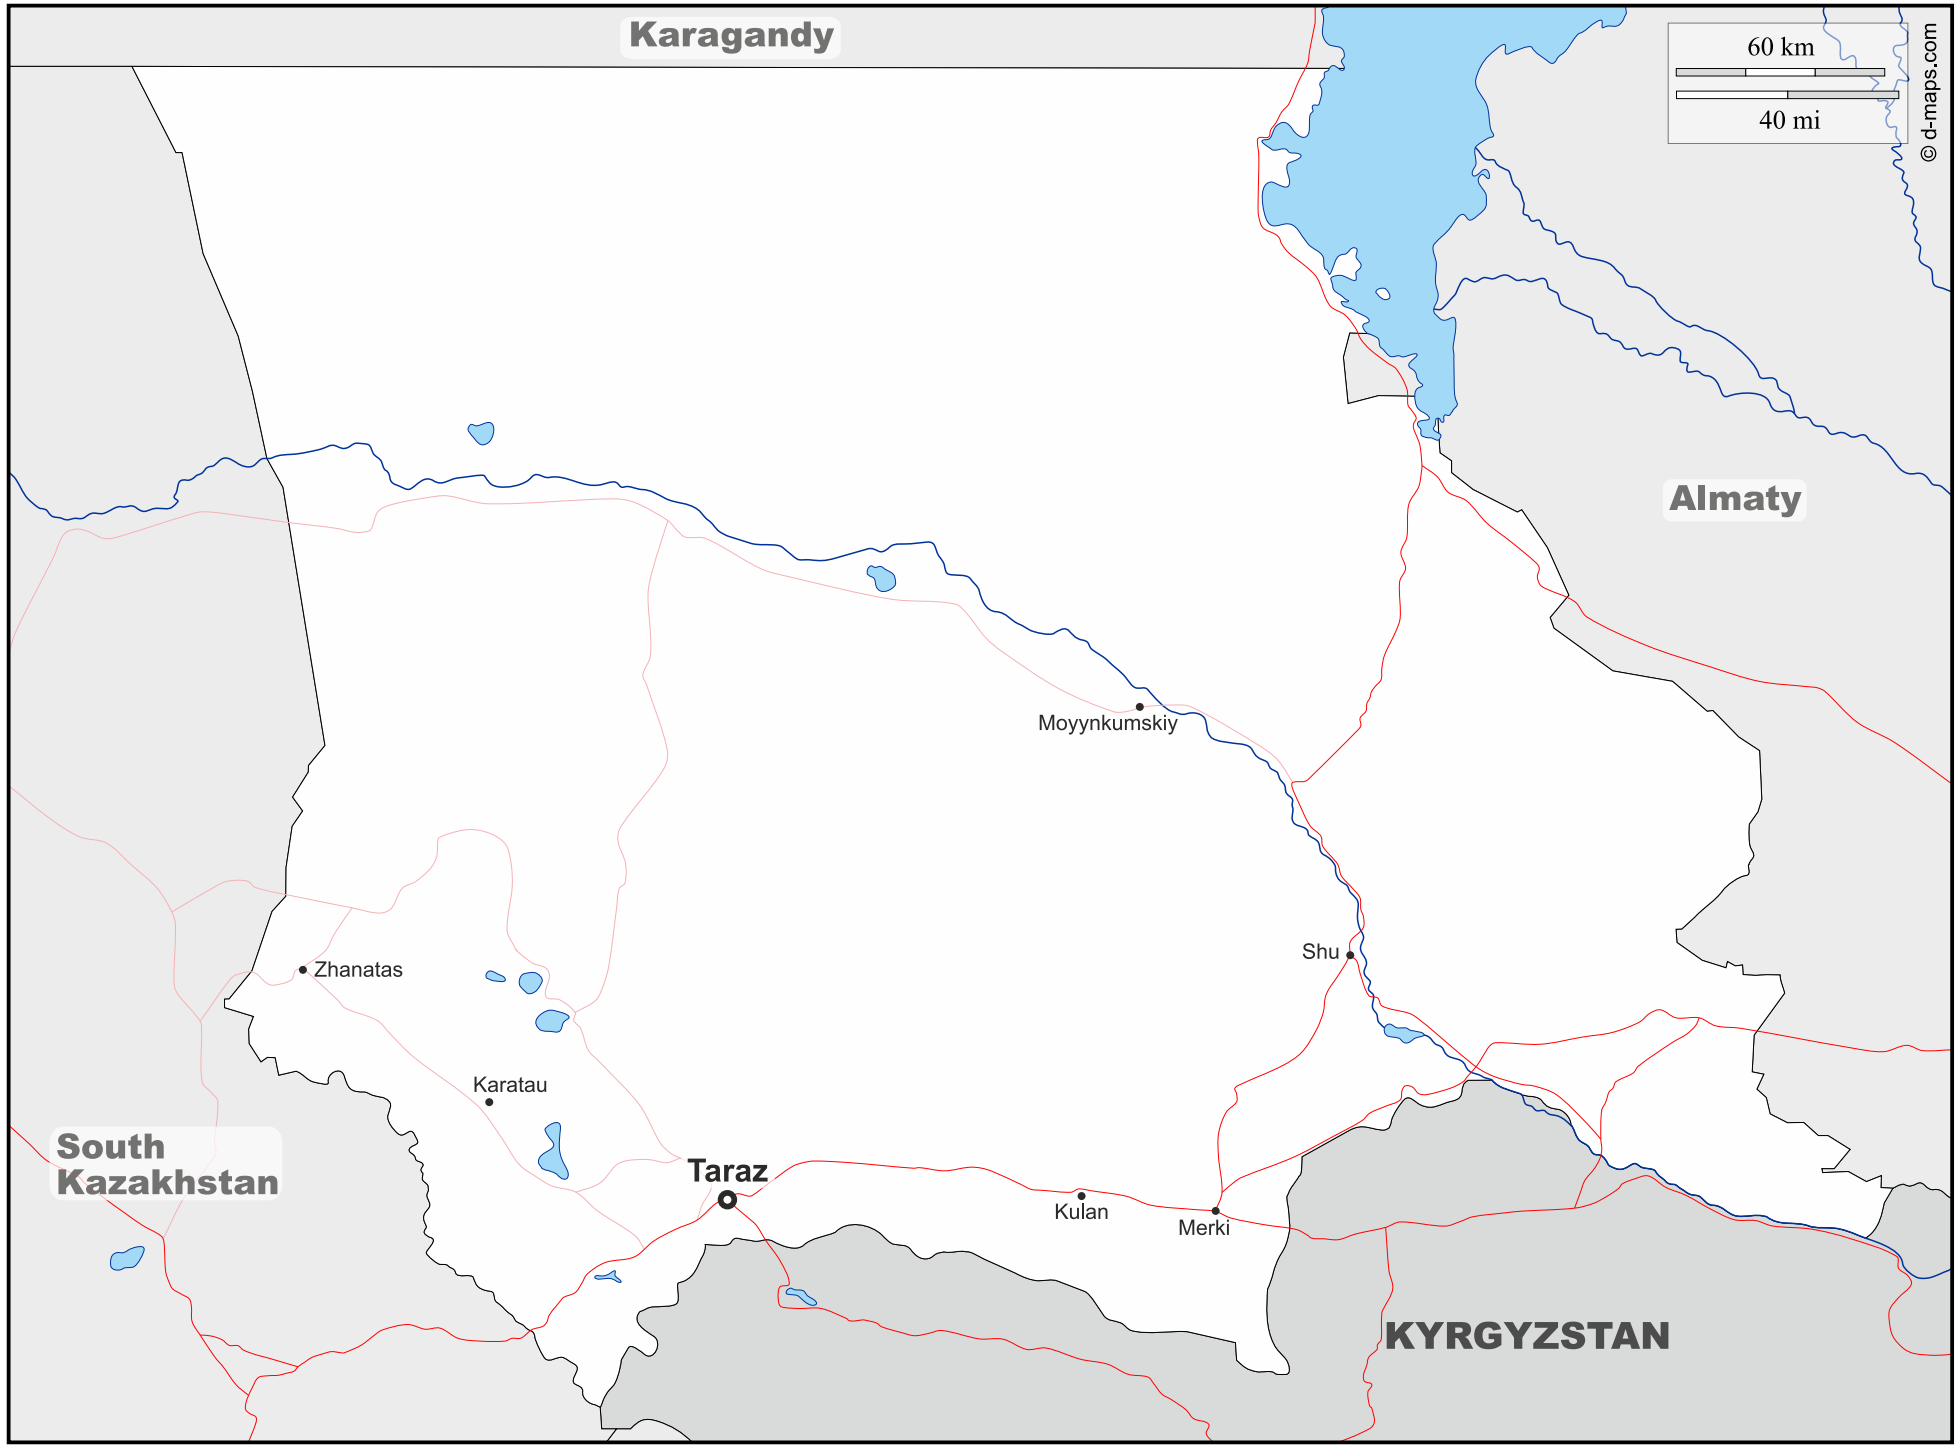 Karagandy
60 km
40 mi
© d-maps.com
Almaty
Moyynkumskiy
Shu
Zhanatas
Karatau
South
Kazakhstan
Taraz
Kulan
Merki
KYRGYZSTAN